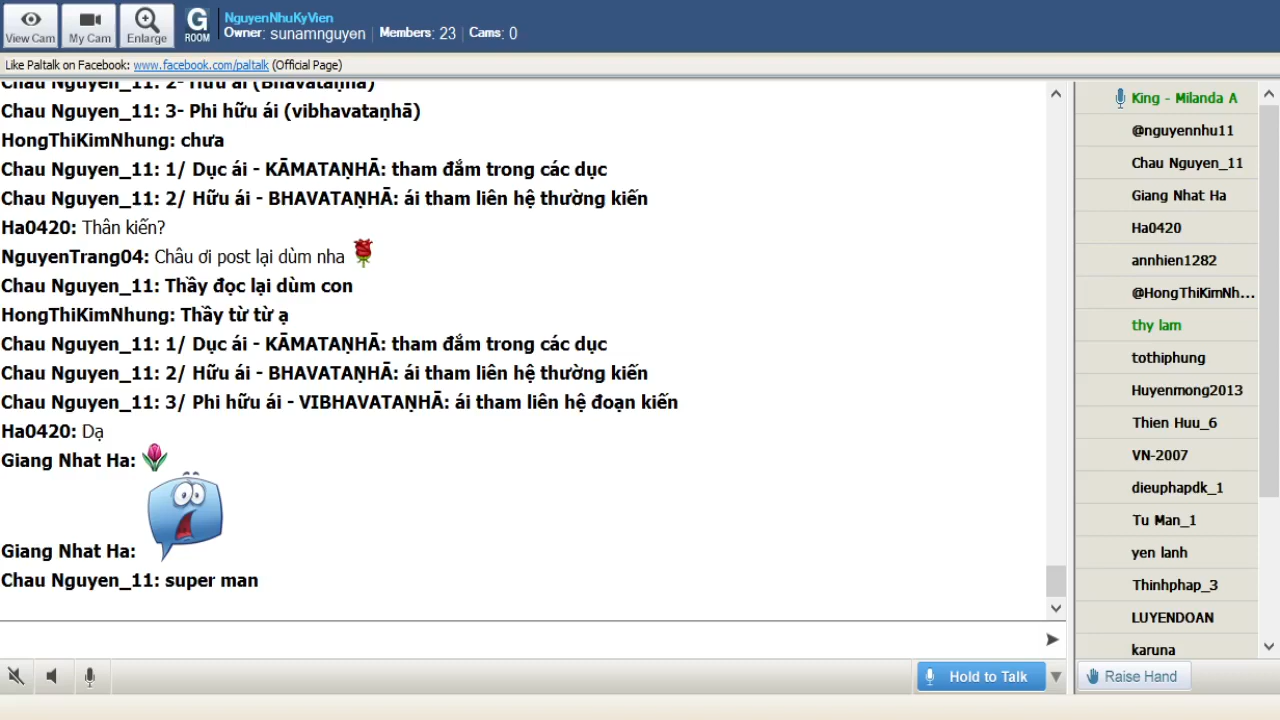 View Cam
My Cam
Enlarge
G
ROOM
NguyenNhuKyVien
Owner: sunamnguyen
Members: 23
Cams: 0
Like Paltalk on Facebook: www.facebook.com/paltalk (Official Page)
Chau Nguyen_11: 2- Hữu ái (Bhavataṇhā)
Chau Nguyen_11: 3- Phi hữu ái (vibhavataṇhā)
HongThiKimNhung: chưa
Chau Nguyen_11: 1/ Dục ái - KĀMATAṆHĀ: tham đắm trong các dục
Chau Nguyen_11: 2/ Hữu ái - BHAVATAṆHĀ: ái tham liên hệ thường kiến
Ha0420: Thân kiến?
NguyenTrang04: Châu ơi post lại dùm nha
Chau Nguyen_11: Thầy đọc lại dùm con
HongThiKimNhung: Thầy từ từ ạ
Chau Nguyen_11: 1/ Dục ái - KĀMATAṆHĀ: tham đắm trong các dục
Chau Nguyen_11: 2/ Hữu ái - BHAVATAṆHĀ: ái tham liên hệ thường kiến
Chau Nguyen_11: 3/ Phi hữu ái - VIBHAVATAṆHĀ: ái tham liên hệ đoạn kiến
Ha0420: Dạ
Giang Nhat Ha:
Giang Nhat Ha:
Chau Nguyen_11: super man
King - Milanda A
@nguyennhu11
Chau Nguyen_11
Giang Nhat Ha
Ha0420
annhien1282
@HongThiKimNh...
thy lam
tothiphung
Huyenmong2013
Thien Huu_6
VN-2007
dieuphapdk_1
Tu Man_1
yen lanh
Thinhphap_3
LUYENDOAN
karuna
Hold to Talk
Raise Hand